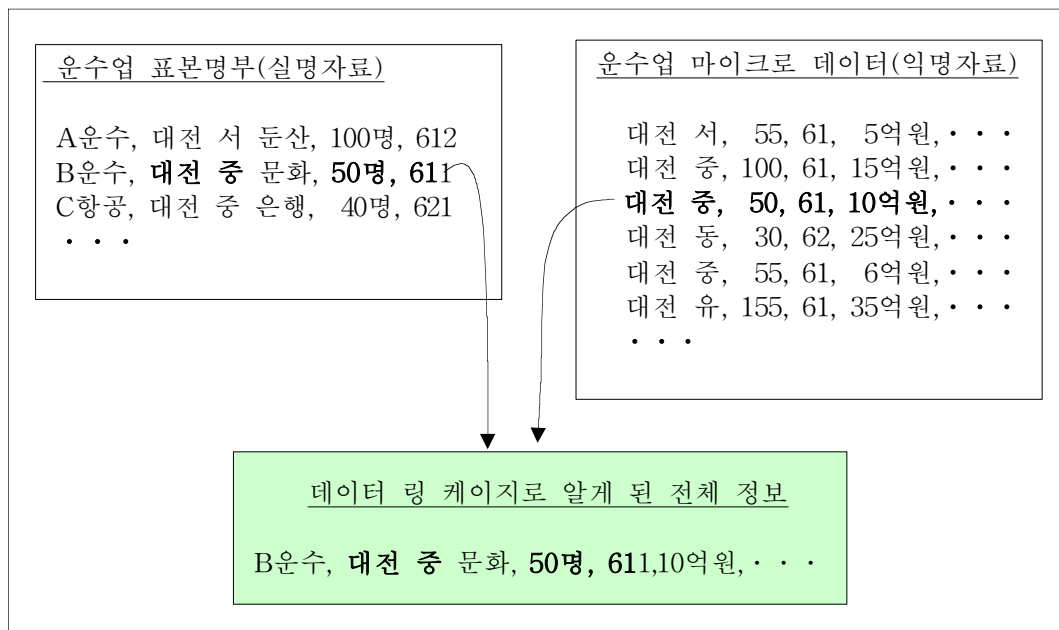 운수업 표본명부(실명자료)
A운수, 대전 서 둔산, 100명, 612
B운수, 대전 중 문화, 50명, 611
C항공, 대전 중 은행, 40명, 621
・・・
운수업 마이크로 데이터(익명자료)
대전 서, 55, 61, 5억원,・・・
대전 중, 100, 61, 15억원,・・・
대전 중, 50, 61, 10억원,・・・
대전 동, 30, 62, 25억원,・・・
대전 중, 55, 61, 6억원,・・・
대전 유, 155, 61, 35억원,・・・
・・・
데이터 링 케이지로 알게 된 전체 정보
B운수, 대전 중 문화, 50명, 611,10억원,・・・